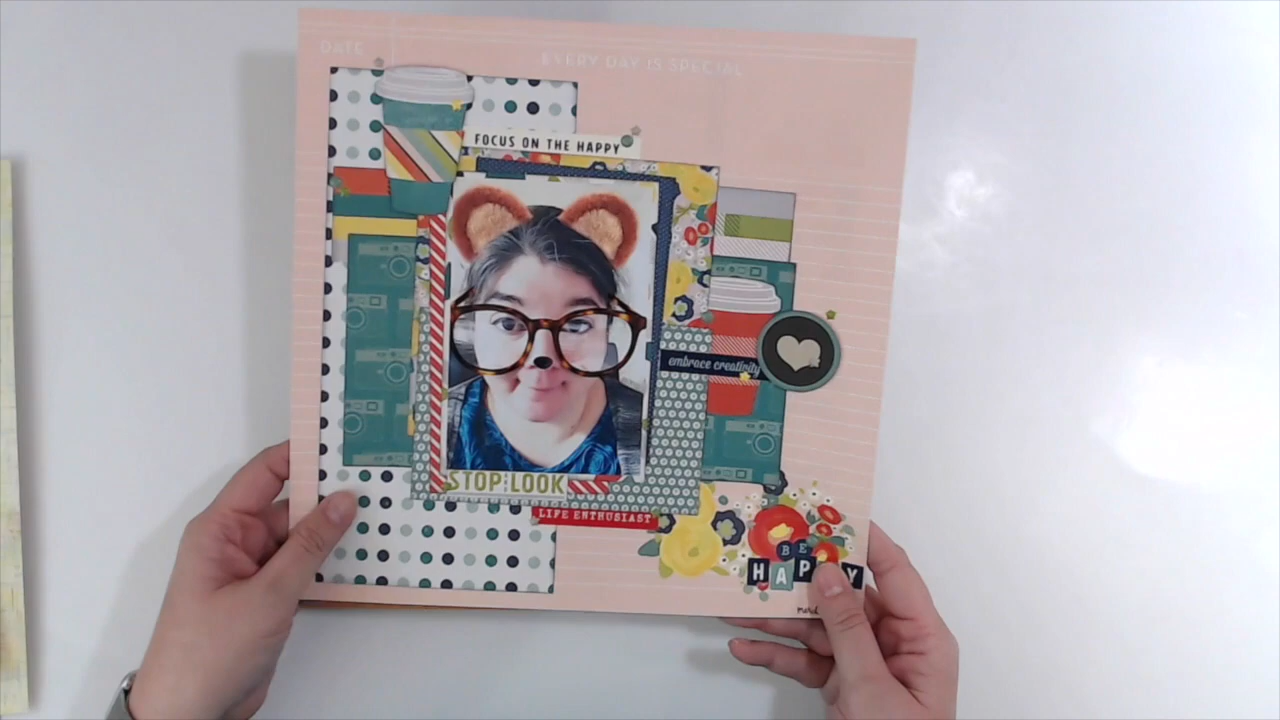 DATE
EVERY DAY IS SPECIAL
FOCUS ON THE HAPPY
embrace creativity
STOP LOOK
LIFE ENTHUSIAST
BE
HAPPY